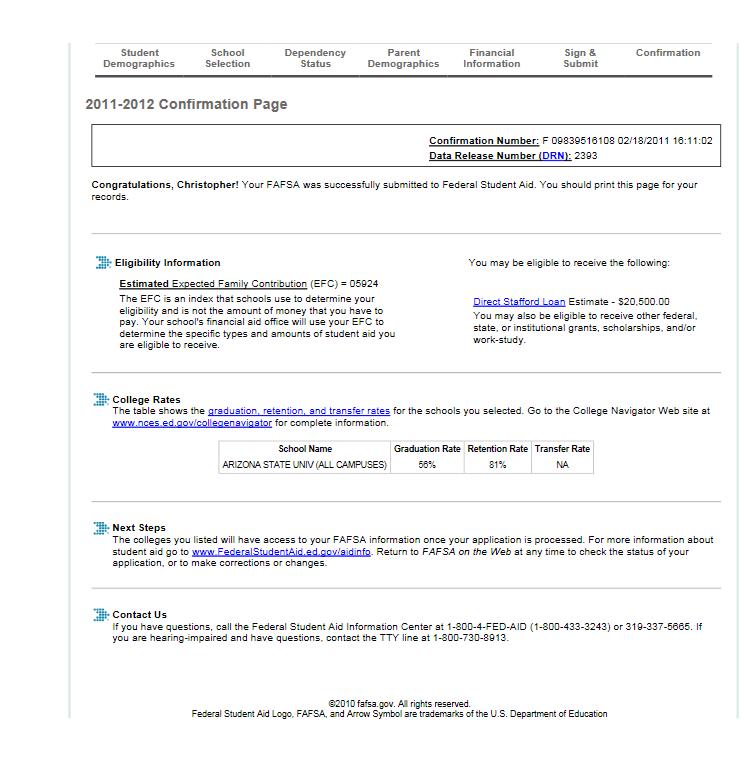 Student Demographics School Selection Dependency Status Parent Demographics Financial Information Sign & Submit Confirmation
2011-2012 Confirmation Page
Confirmation Number: F 09839516108 02/18/2011 16:11:02
Data Release Number (DRN): 2393
Congratulations, Christopher! Your FAFSA was successfully submitted to Federal Student Aid. You should print this page for your
records.
Eligibility Information
Estimated Expected Family Contribution (EFC) = 05924
The EFC is an index that schools use to determine your
eligibility and is not the amount of money that you have to
pay. Your school's financial aid office will use your EFC to
determine the specific types and amounts of student aid you
are eligible to receive.
You may be eligible to receive the following:
Direct Stafford Loan Estimate - $20,500.00
You may also be eligible to receive other federal,
state, or institutional grants, scholarships, and/or
work-study.
College Rates
The table shows the graduation, retention, and transfer rates for the schools you selected. Go to the College Navigator Web site at
www.nces.ed.gov/collegenavigator for complete information.
School Name Graduation Rate Retention Rate Transfer Rate
ARIZONA STATE UNIV (ALL CAMPUSES) 56% 81% NA
Next Steps
The colleges you listed will have access to your FAFSA information once your application is processed. For more information about
student aid go to www.FederalStudentAid.ed.gov/aidinfo. Return to FAFSA on the Web at any time to check the status of your
application, or to make corrections or changes.
Contact Us
If you have questions, call the Federal Student Aid Information Center at 1-800-4-FED-AID (1-800-433-3243) or 319-337-5665. If
you are hearing-impaired and have questions, contact the TTY line at 1-800-730-8913.
©2010 fafsa.gov. All rights reserved.
Federal Student Aid Logo, FAFSA, and Arrow Symbol are trademarks of the U.S. Department of Education